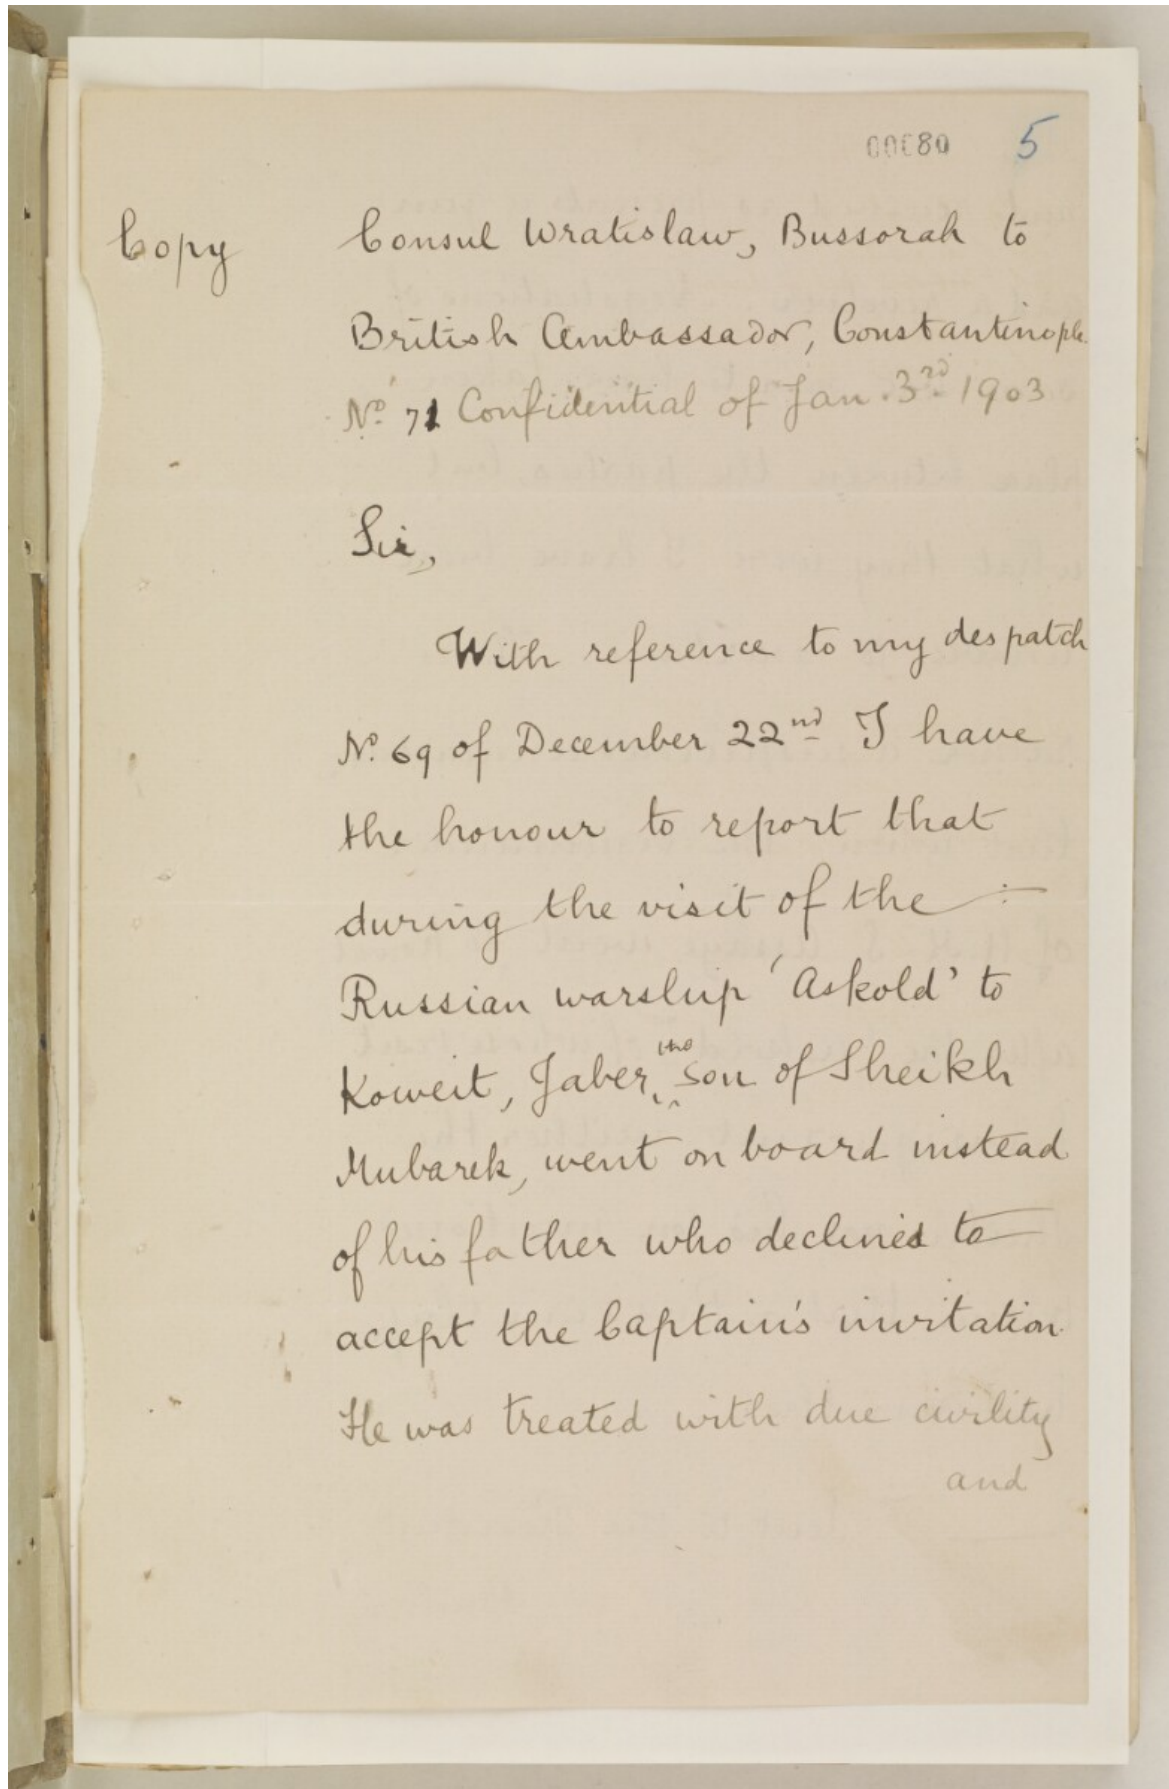 00080 5
Copy
Consul Wratislaw, Bussorah to
British Ambassador, Constantinople.
Nº 71 Confidential of Jan. 3rd 1903
Sir,
With reference to my despatch
Nº 69 of December 22nd I have
the honour to report that
during the visit of the
Russian warship 'Askold' to
Koweit, Jaber, the son of Sheikh
Mubarek, went on board instead
of his father who declined to
accept the Captain's invitation.
He was treated with due civility
and